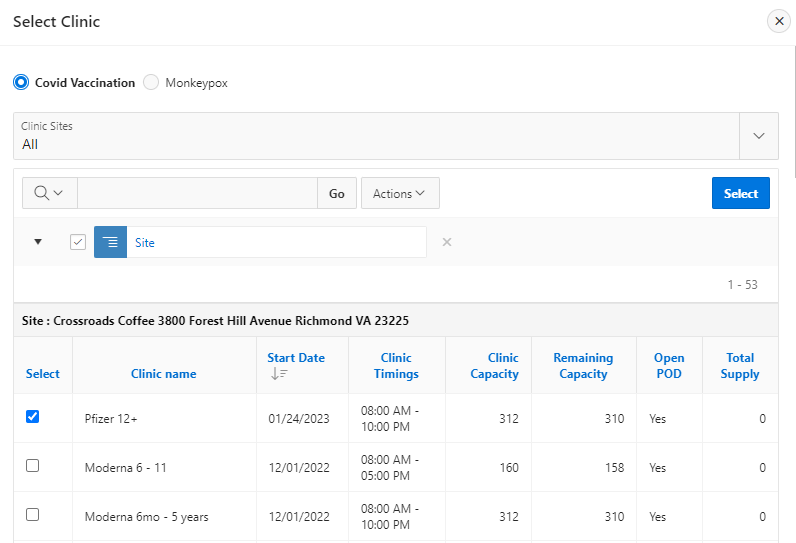 Select Clinic
Covid Vaccination Monkeypox
Clinic Sites
All
Go Actions Select
Site
1 - 53
Site : Crossroads Coffee 3800 Forest Hill Avenue Richmond VA 23225
Select Clinic name Start Date Clinic Timings Clinic Capacity Remaining Capacity Open POD Total Supply
Pfizer 12+ 01/24/2023 08:00 AM - 10:00 PM 312 310 Yes 0
Moderna 6 - 11 12/01/2022 08:00 AM - 05:00 PM 160 158 Yes 0
Moderna 6mo - 5 years 12/01/2022 08:00 AM - 10:00 PM 312 310 Yes 0